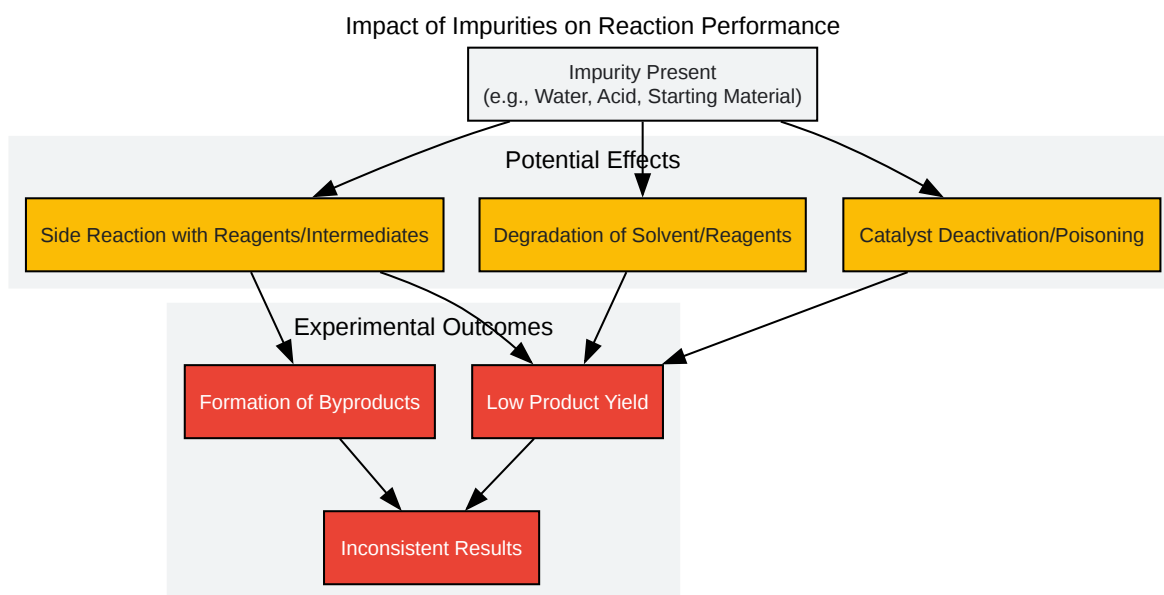 Impact of Impurities on Reaction Performance
Impurity Present
(e.g., Water, Acid, Starting Material)
Potential Effects
Side Reaction with Reagents/Intermediates
Degradation of Solvent/Reagents
Catalyst Deactivation/Poisoning
Experimental Outcomes
Formation of Byproducts
Low Product Yield
Inconsistent Results